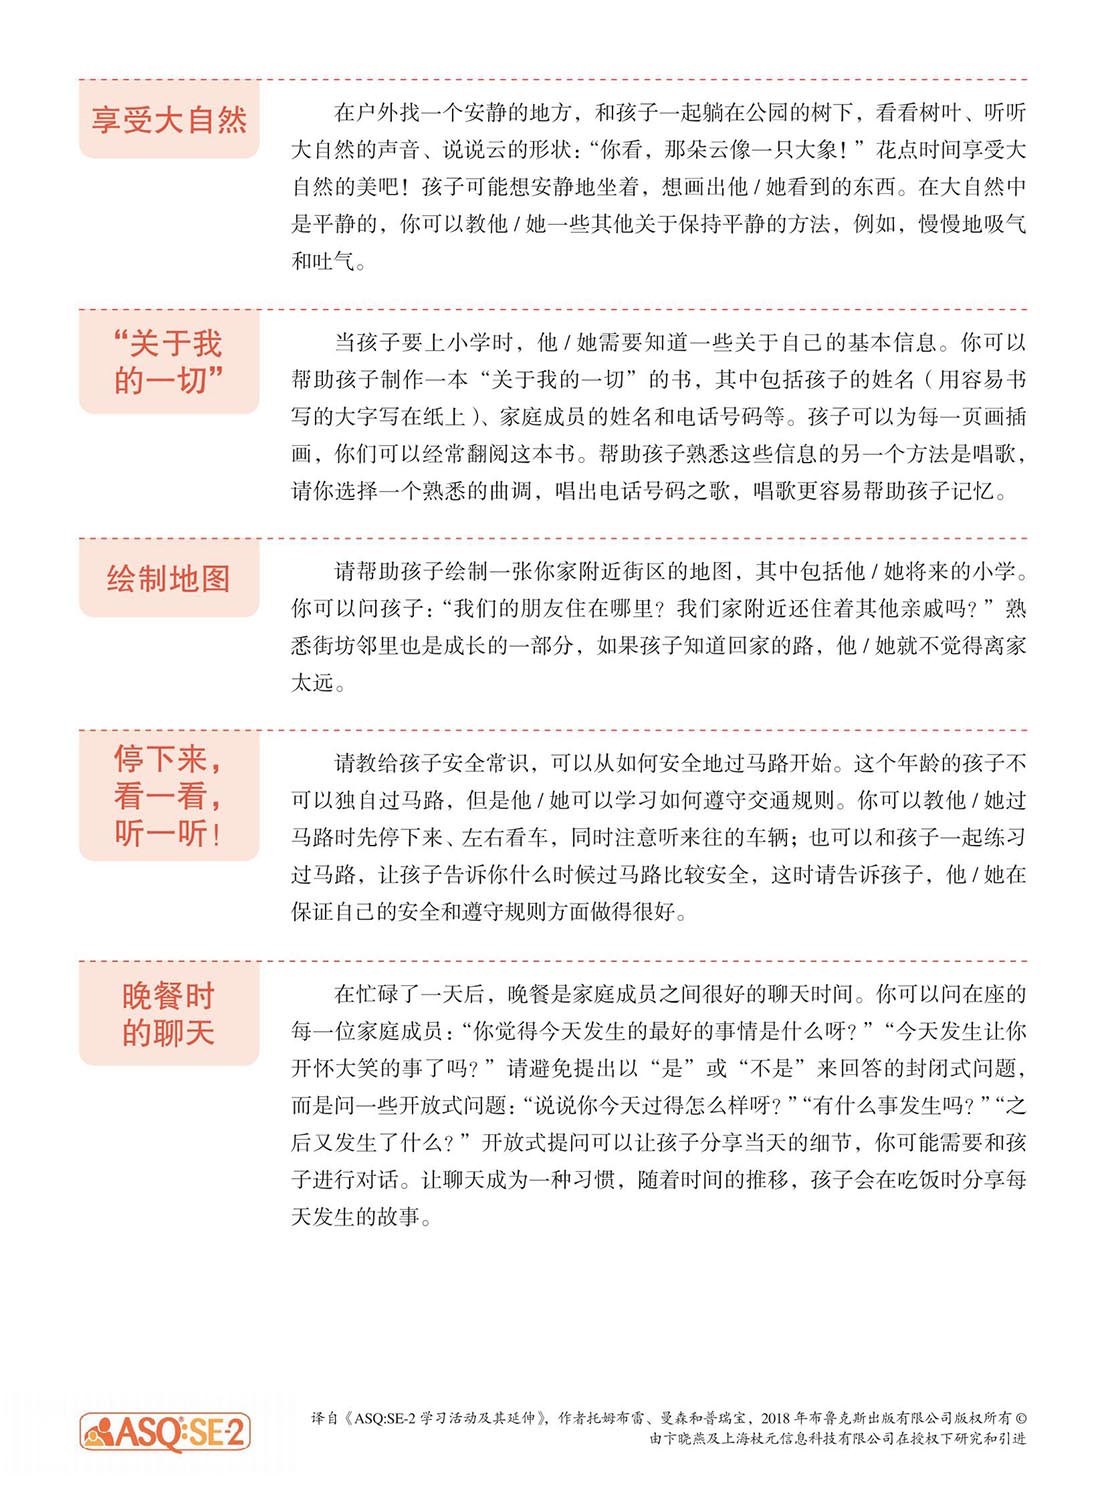 享受大自然
在户外找一个安静的地方，和孩子一起躺在公园的树下，看看树叶、听听
大自然的声音、说说云的形状：“你看，那朵云像一只大象！”花点时间享受大
自然的美吧！孩子可能想安静地坐着，想画出他 / 她看到的东西。在大自然中
是平静的，你可以教他 / 她一些其他关于保持平静的方法，例如，慢慢地吸气
和吐气。
“关于我
的一切”
当孩子要上小学时，他 / 她需要知道一些关于自己的基本信息。你可以
帮助孩子制作一本“关于我的一切”的书，其中包括孩子的姓名（用容易书
写的大字写在纸上）、家庭成员的姓名和电话号码等。孩子可以为每一页画插
画，你们可以经常翻阅这本书。帮助孩子熟悉这些信息的另一个方法是唱歌，
请你选择一个熟悉的曲调，唱出电话号码之歌，唱歌更容易帮助孩子记忆。
绘制地图
请帮助孩子绘制一张你家附近街区的地图，其中包括他 / 她将来的小学。
你可以问孩子：“我们的朋友住在哪里？我们家附近还住着其他亲戚吗？”熟
悉街坊邻里也是成长的一部分，如果孩子知道回家的路，他 / 她就不觉得离家
太远。
停下来，
看一看，
听一听！
请教给孩子安全常识，可以从如何安全地过马路开始。这个年龄的孩子不
可以独自过马路，但是他 / 她可以学习如何遵守交通规则。你可以教他 / 她过
马路时先停下来、左右看车，同时注意听来往的车辆；也可以和孩子一起练习
过马路，让孩子告诉你什么时候过马路比较安全，这时请告诉孩子，他 / 她在
保证自己的安全和遵守规则方面做得很好。
晚餐时
的聊天
在忙碌了一天后，晚餐是家庭成员之间很好的聊天时间。你可以问在座的
每一位家庭成员：“你觉得今天发生的最好的事情是什么呀？”“今天发生让你
开怀大笑的事了吗？”请避免提出以“是”或“不是”来回答的封闭式问题，
而是问一些开放式问题：“说说你今天过得怎么样呀？”“有什么事发生吗？”“之
后又发生了什么？”开放式提问可以让孩子分享当天的细节，你可能需要和孩
子进行对话。让聊天成为一种习惯，随着时间的推移，孩子会在吃饭时分享每
天发生的故事。
ASQ:SE-2
译自《ASQ:SE-2 学习活动及其延伸》，作者托姆布雷、曼森和普瑞宝，2018 年布鲁克斯出版有限公司版权所有 ©
由卞晓燕及上海杖元信息科技有限公司在授权下研究和引进